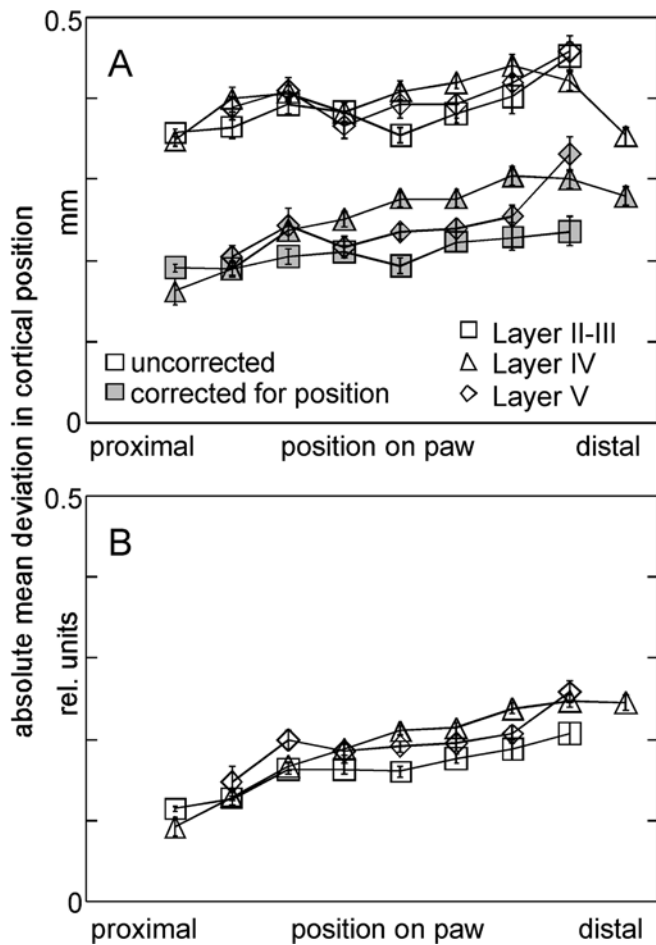 0.5
A
mm
Layer II-III
uncorrected
Layer IV
corrected for position
Layer V
0
proximal
position on paw
distal
absolute mean deviation in cortical position
0.5
B
rel. units
0
proximal
position on paw
distal